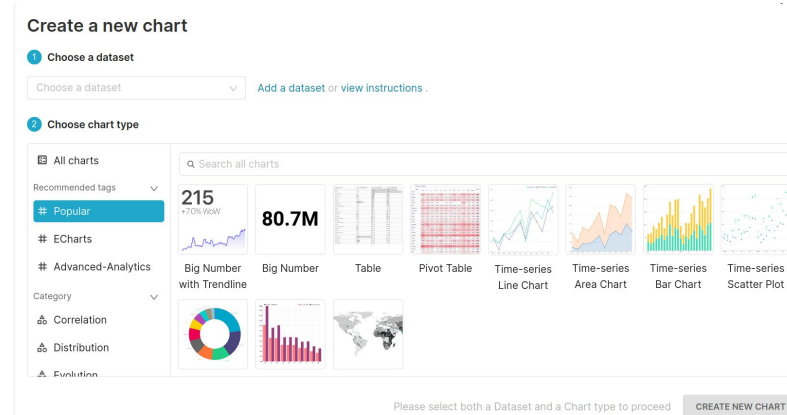 Create a new chart
1 Choose a dataset
Choose a dataset
Add a dataset or view instructions .
2 Choose chart type
All charts
Search all charts
Recommended tags
# Popular
# ECharts
# Advanced-Analytics
Category
Correlation
Distribution
Evolution
215
+7.0% WoW
80.7M
Big Number with Trendline
Big Number
Table
Pivot Table
Time-series Line Chart
Time-series Area Chart
Time-series Bar Chart
Time-series Scatter Plot
Please select both a Dataset and a Chart type to proceed
CREATE NEW CHART